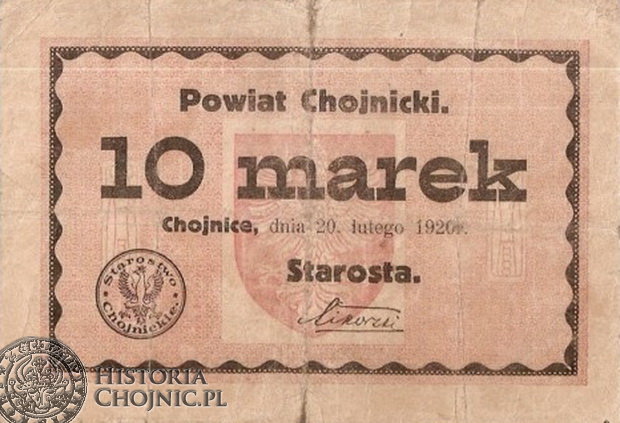 Powiat Chojnicki.
10 marek
Chojnice, dnia 20. lutego 1920 r.
Starosta.
Starostwo
Chojnickie.
HISTORIA
CHOJNIC.PL